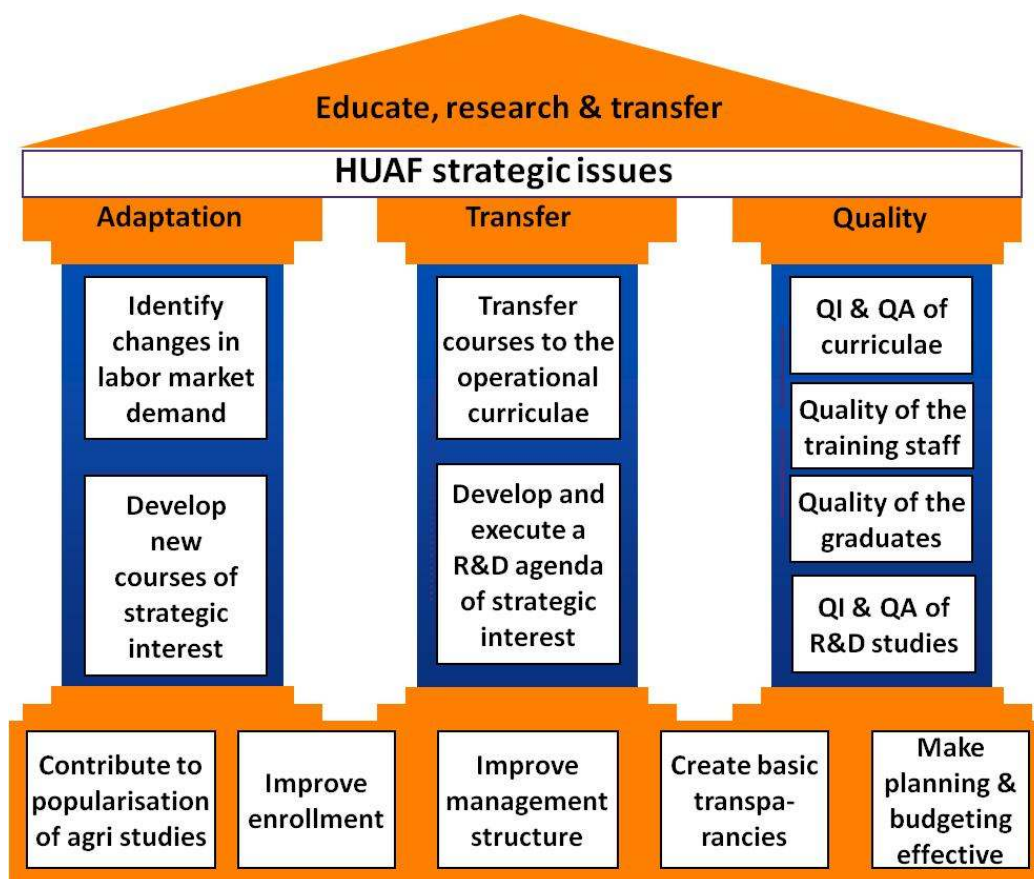 Educate, research & transfer
HUAF strategic issues
Adaptation
Transfer
Quality
Identify
changes in
labor market
demand
Develop
new
courses of
strategic
interest
Transfer
courses to the
operational
curriculae
Develop and
execute a
R&D agenda
of strategic
interest
QI & QA of
curriculae
Quality of the
training staff
Quality of the
graduates
QI & QA of
R&D studies
Contribute to
popularisation
of agri studies
Improve
enrollment
Improve
management
structure
Create basic
transpa-
rancies
Make
planning &
budgeting
effective